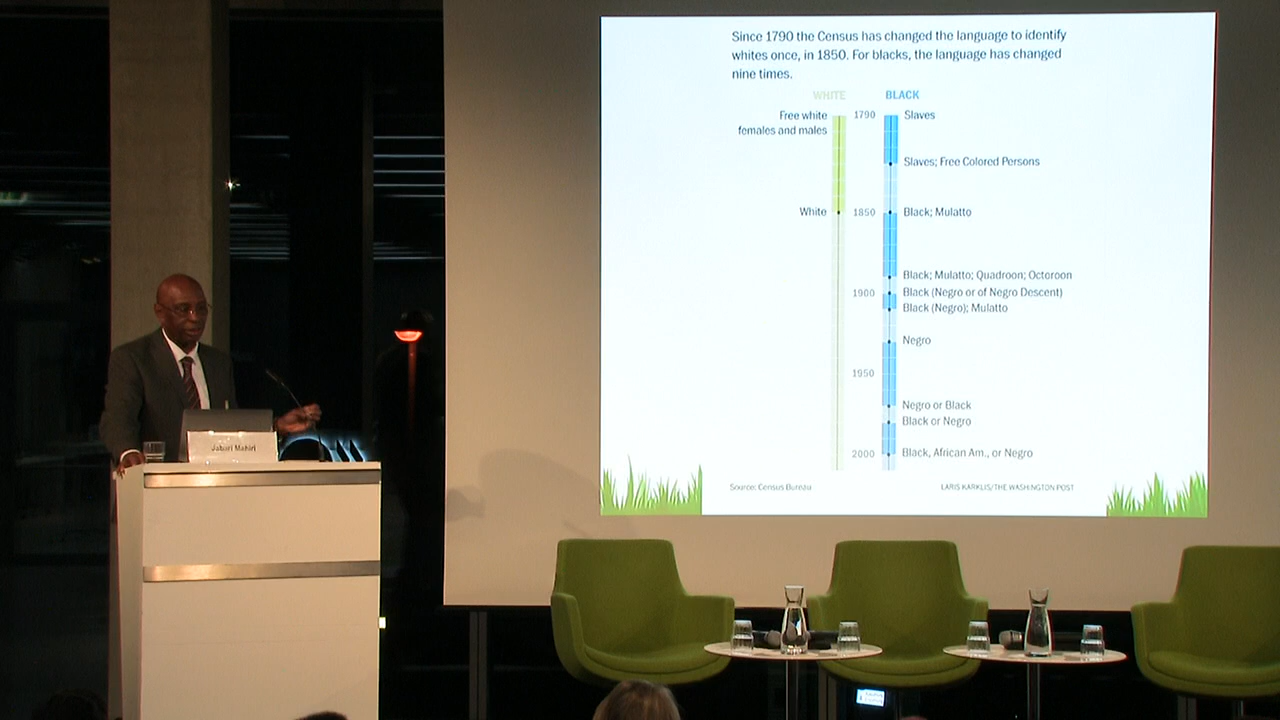 Since 1790 the Census has changed the language to identify
whites once, in 1850. For blacks, the language has changed
nine times.
WHITE BLACK
Free white
females and males
1790 Slaves
Slaves; Free Colored Persons
White 1850 Black; Mulatto
Black; Mulatto; Quadroon; Octoroon
1900 Black (Negro or of Negro Descent)
Black (Negro); Mulatto
Negro
1950
Negro or Black
Black or Negro
2000 Black, African Am., or Negro
Source: Census Bureau LARIS KARKLIS/THE WASHINGTON POST
Jabari Mahiri